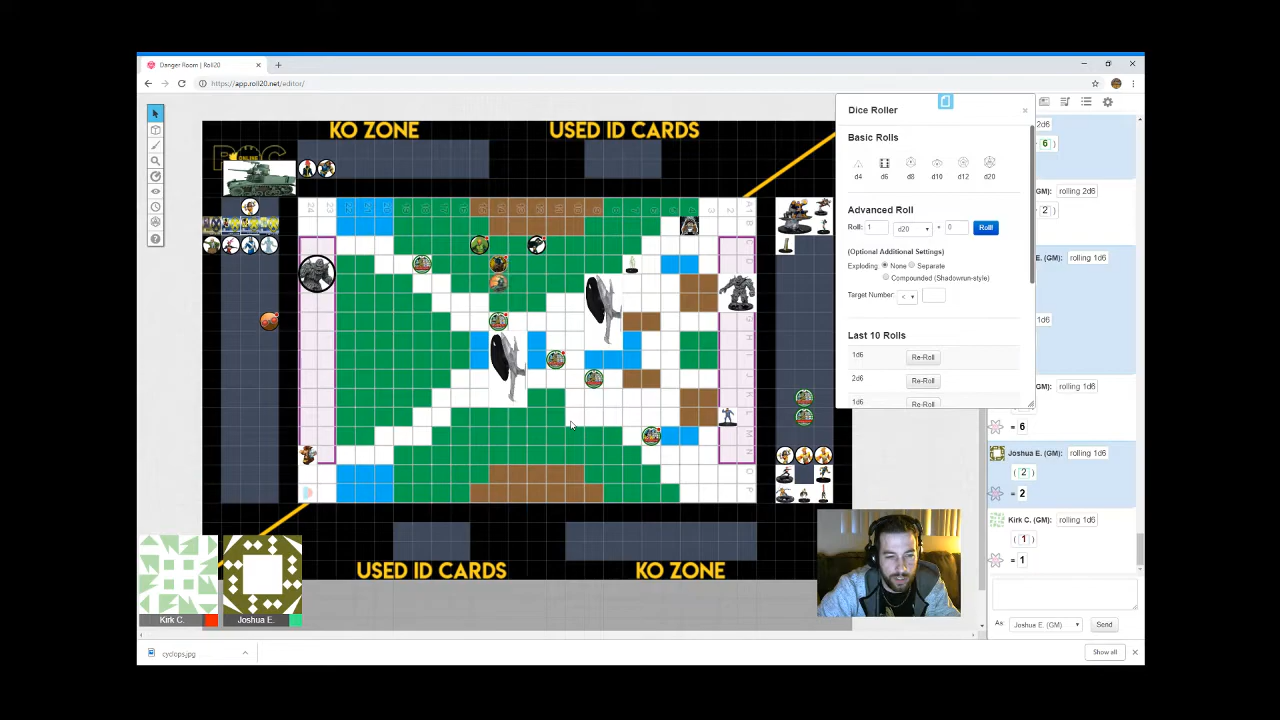 Danger Room | Roll20
https://app.roll20.net/editor/
KO ZONE
USED ID CARDS
ONLINE
Dice Roller
Basic Rolls
d4 d6 d8 d10 d12 d20
Advanced Roll
Roll: 1 d20 + 0 Roll!
(Optional Additional Settings)
Exploding: None Separate
Compounded (Shadowrun-style)
Target Number: <
Last 10 Rolls
1d6 Re-Roll
2d6 Re-Roll
1d6 Re-Roll
2d6
6
rolling 2d6
2
E. (GM): rolling 1d6
1d6
rolling 1d6
= 6
Joshua E. (GM): rolling 1d6
( 2 )
= 2
Kirk C. (GM): rolling 1d6
( 1 )
= 1
USED ID CARDS
KO ZONE
Kirk C.
Joshua E.
As: Joshua E. (GM) Send
cyclops.jpg
Show all